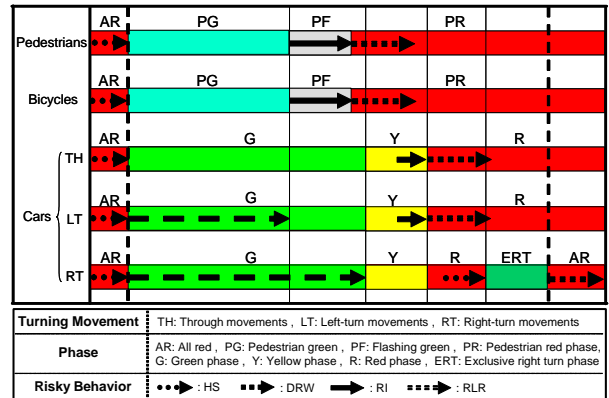 AR PG PF PR
Pedestrians
AR PG PF PR
Bicycles
AR G Y R
TH
AR G Y R
Cars LT
AR G Y R ERT AR
RT
Turning Movement TH: Through movements , LT: Left-turn movements , RT: Right-turn movements
Phase AR: All red , PG: Pedestrian green , PF: Flashing green , PR: Pedestrian red phase,
G: Green phase , Y: Yellow phase , R: Red phase , ERT: Exclusive right turn phase
Risky Behavior : HS : DRW : RI : RLR